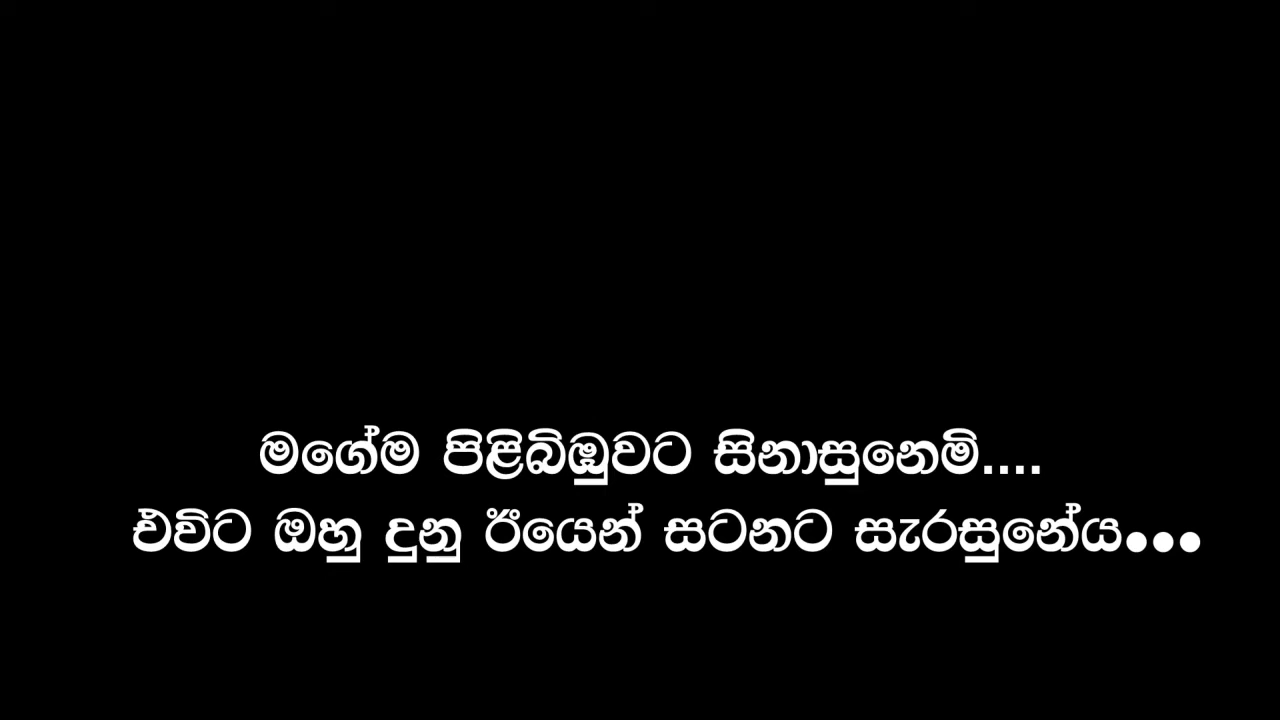 මගේම පිළිබිඹුවට සිනාසුනෙමි....
එවිට ඔහු දුනු ඊයෙන් සටනට සැරසුනේය...